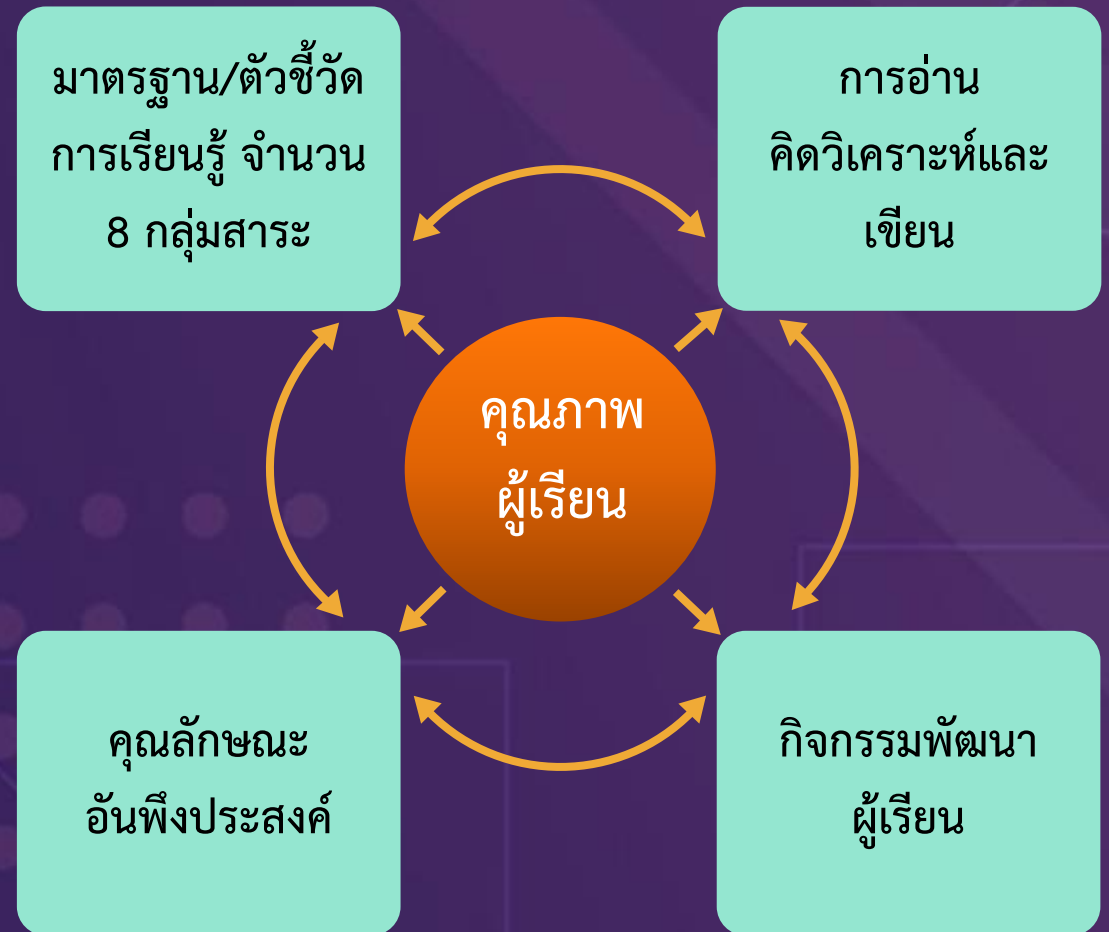 มาตรฐาน/ตัวชี้วัด
การเรียนรู้ จำนวน
8 กลุ่มสาระ
การอ่าน
คิดวิเคราะห์และ
เขียน
คุณภาพ
ผู้เรียน
คุณลักษณะ
อันพึงประสงค์
กิจกรรมพัฒนา
ผู้เรียน